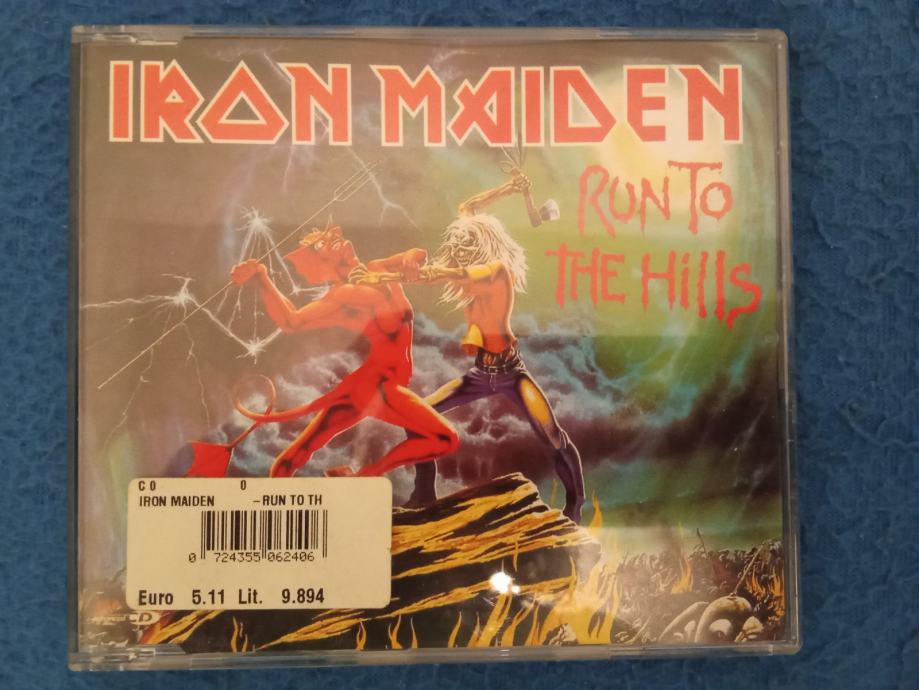 IRON MAIDEN
RUN TO
THE Hills
C 0 0
IRON MAIDEN -RUN TO TH
0 724355 062406
Euro 5.11 Lit. 9.894
CD